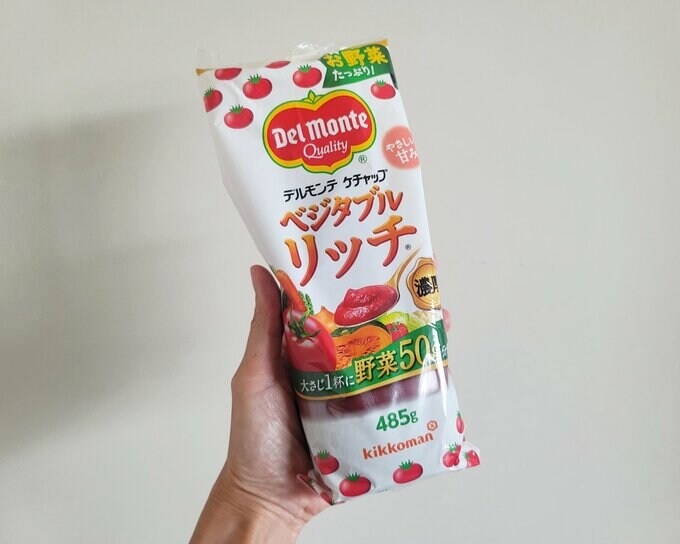 お野菜
たっぷり!
Del Monte
Quality
®
やさしい
甘み
デルモンテ ケチャップ
ベジタブル
リッチ®
濃厚
大さじ1杯に野菜50g分
485g
kikkoman